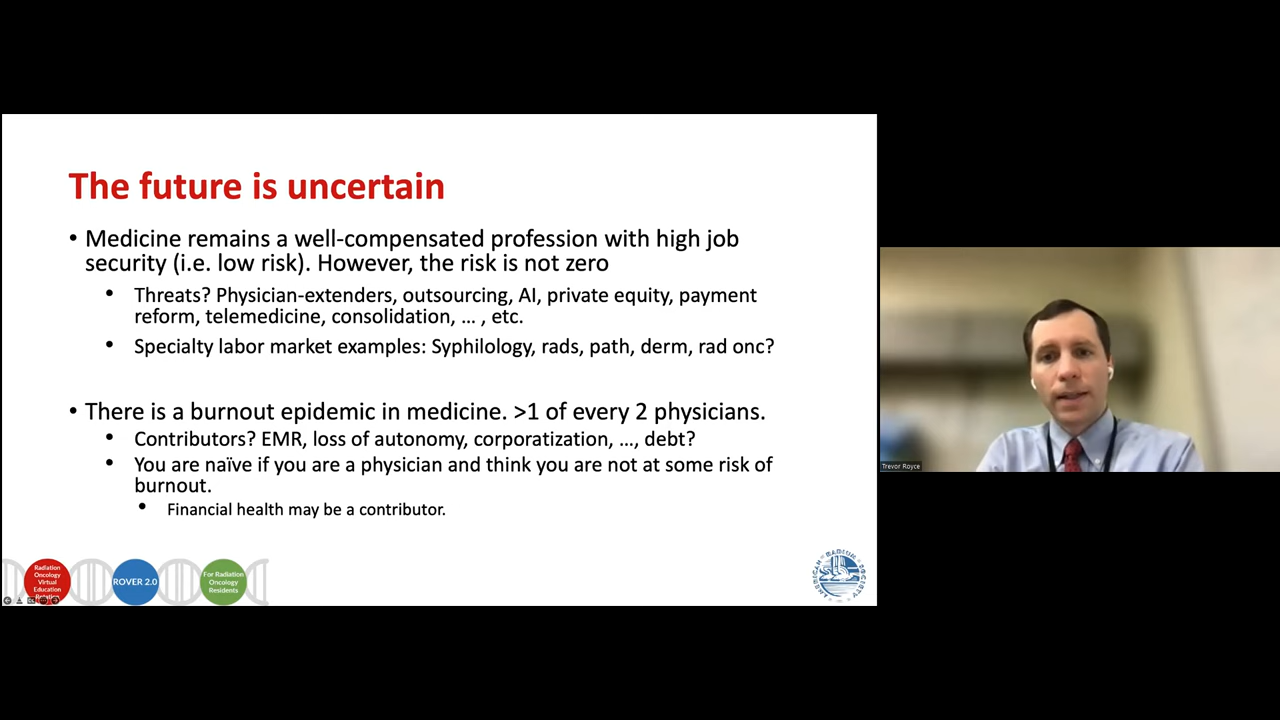 The future is uncertain
• Medicine remains a well-compensated profession with high job
security (i.e. low risk). However, the risk is not zero
• Threats? Physician-extenders, outsourcing, AI, private equity, payment
reform, telemedicine, consolidation, ... , etc.
• Specialty labor market examples: Syphilology, rads, path, derm, rad onc?
• There is a burnout epidemic in medicine. >1 of every 2 physicians.
• Contributors? EMR, loss of autonomy, corporatization, ..., debt?
• You are naïve if you are a physician and think you are not at some risk of
burnout.
• Financial health may be a contributor.
Radiation
Oncology
Virtual
Education
ROVER 2.0
For Radiation
Oncology
Residents
AMERICAN RADIUM SOCIETY
Trevor Royce